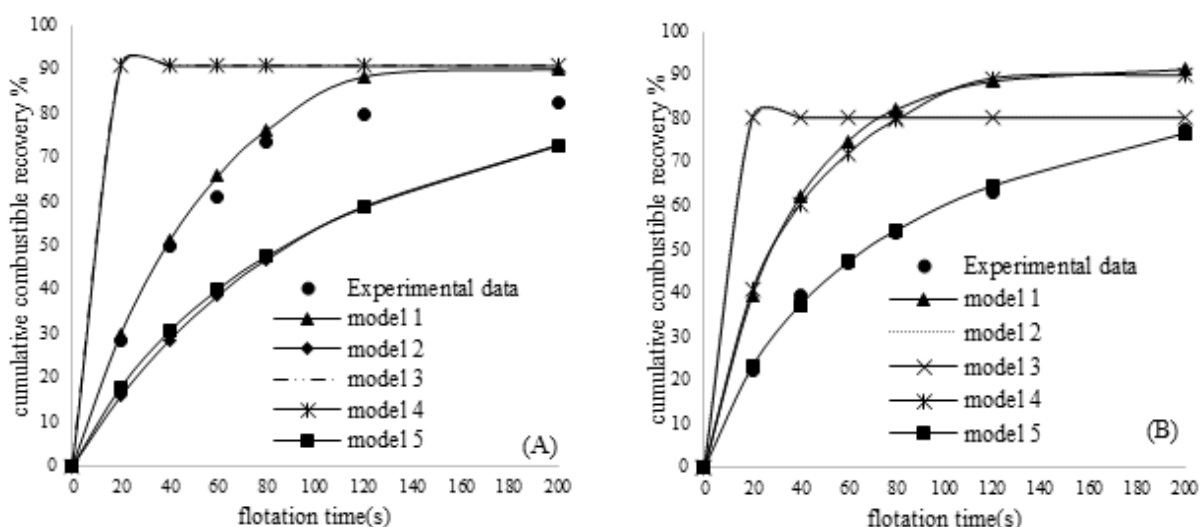 cumulative combustible recovery %
100
90
80
70
60
50
40
30
20
10
0
0 20 40 60 80 100 120 140 160 180 200
flotation time(s)
Experimental data
model 1
model 2
model 3
model 4
model 5
(A)
cumulative combustible recovery %
100
90
80
70
60
50
40
30
20
10
0
0 20 40 60 80 100 120 140 160 180 200
flotation time(s)
Experimental data
model 1
model 2
model 3
model 4
model 5
(B)